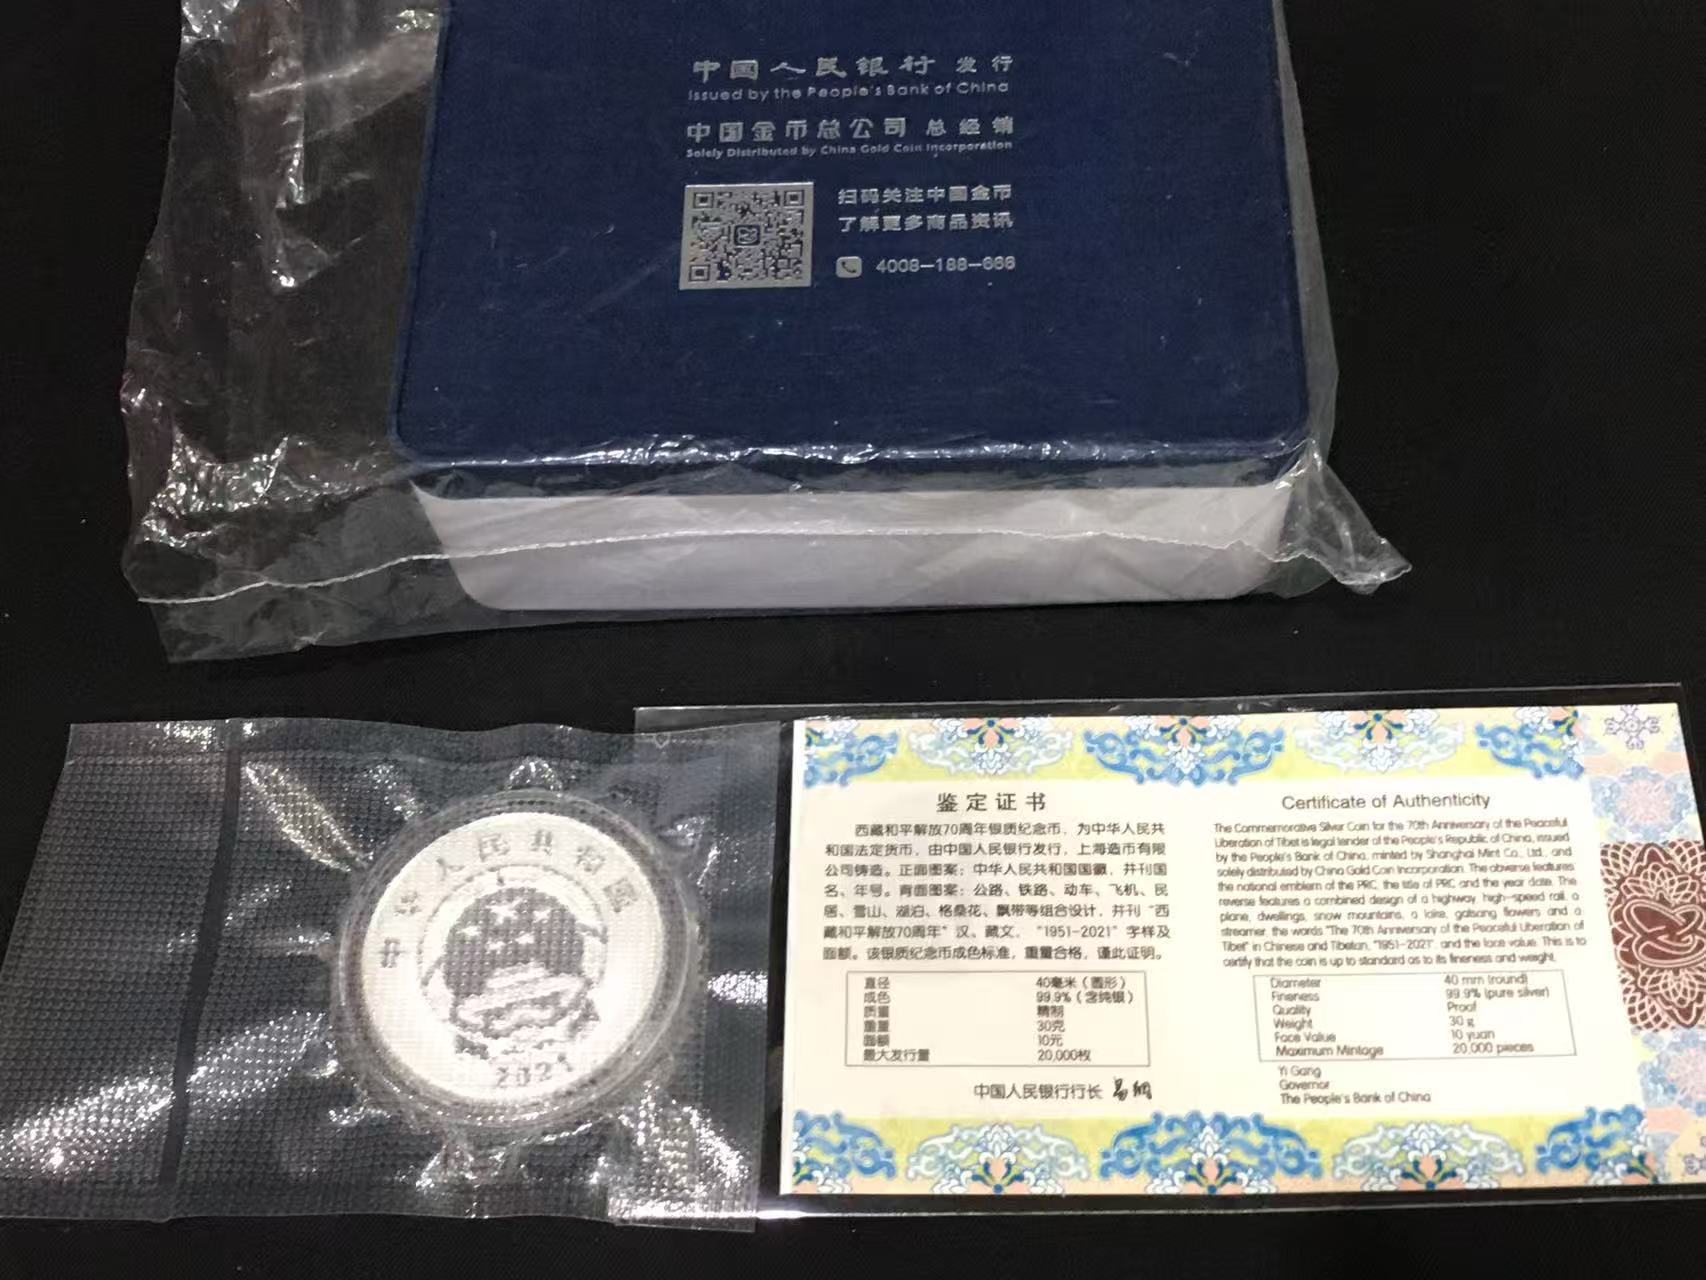 中国人民银行 发行
Issued by the People's Bank of China
中国金币总公司 总经销
Solely Distributed by China Gold Coin Incorporation
扫码关注中国金币
了解更多商品资讯
4008-188-666
中华人民共和国
2021
鉴定证书
西藏和平解放70周年银质纪念币，为中华人民共
和国法定货币，由中国人民银行发行，上海造币有限
公司铸造。正面图案：中华人民共和国国徽，并刊国
名、年号。背面图案：公路、铁路、动车、飞机、民
居、雪山、湖泊、格桑花、飘带等组合设计，并刊“西
藏和平解放70周年”汉、藏文，“1951-2021”字样及
面额。该银质纪念币成色标准，重量合格，谨此证明。
直径 40毫米（圆形）
成色 99.9%（含纯银）
质量 精制
重量 30克
面额 10元
最大发行量 20,000枚
中国人民银行行长 易纲
Certificate of Authenticity
The Commemorative Silver Coin for the 70th Anniversary of the Peaceful
Liberation of Tibet is legal tender of the People's Republic of China, issued
by the People's Bank of China, minted by Shanghai Mint Co., Ltd., and
solely distributed by China Gold Coin Incorporation. The obverse features
the national emblem of the PRC, the title of PRC and the year date. The
reverse features a combined design of a highway, high-speed rail, a
plane, dwellings, snow mountains, a lake, galsang flowers and a
streamer, the words "The 70th Anniversary of the Peaceful Liberation of
Tibet" in Chinese and Tibetan, "1951-2021", and the face value. This is to
certify that the coin is up to standard as to its fineness and weight.
Diameter 40 mm (round)
Fineness 99.9% (pure silver)
Quality Proof
Weight 30 g
Face Value 10 yuan
Maximum Mintage 20,000 pieces
Yi Gang
Governor
The People's Bank of China